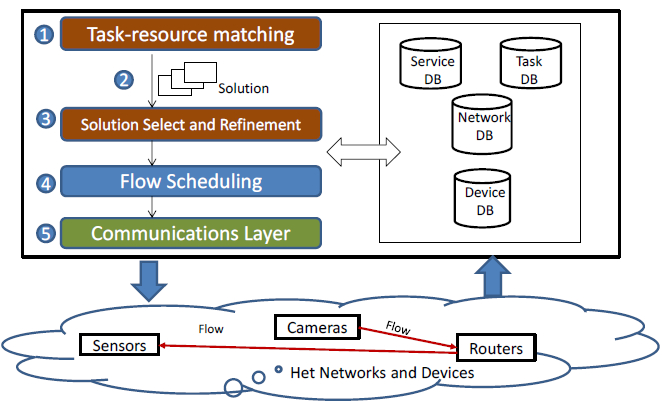 1
Task-resource matching
2
Solution
3
Solution Select and Refinement
4
Flow Scheduling
5
Communications Layer
Service
DB
Task
DB
Network
DB
Device
DB
Flow
Cameras
Flow
Sensors
Routers
Het Networks and Devices